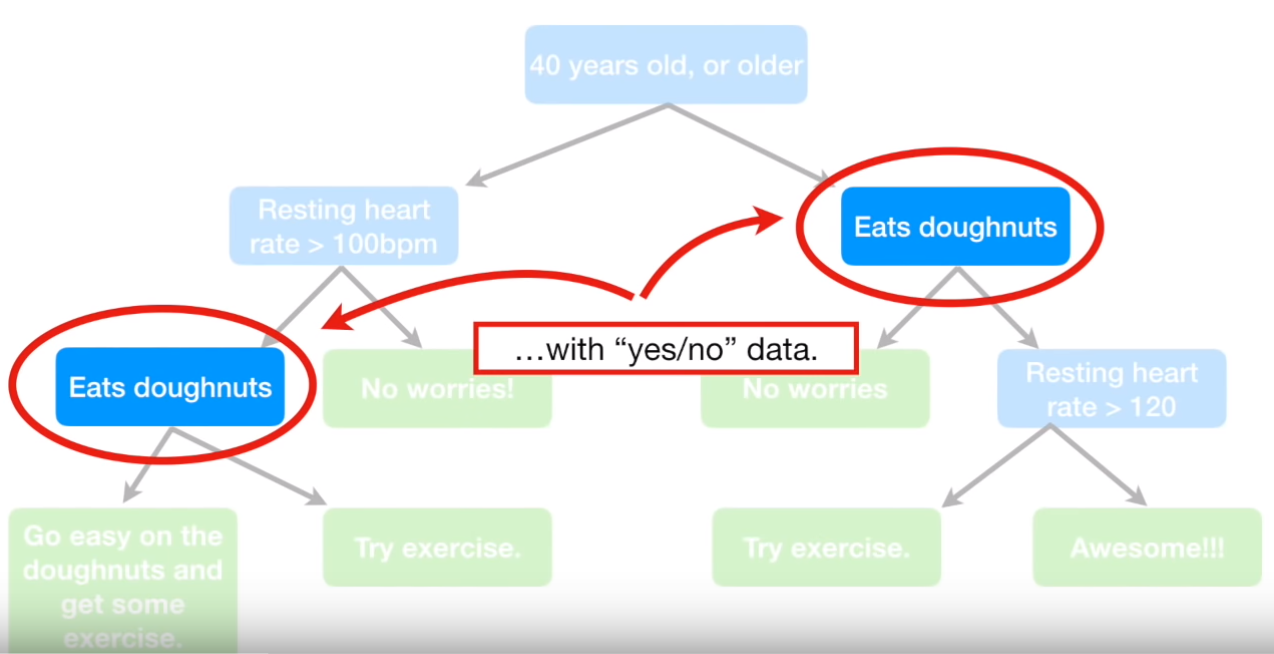 40 years old, or older
Resting heart
rate > 100bpm
Eats doughnuts
Eats doughnuts
No worries!
…with “yes/no” data.
No worries
Resting heart
rate > 120
Go easy on the
doughnuts and
get some
exercise.
Try exercise.
Try exercise.
Awesome!!!